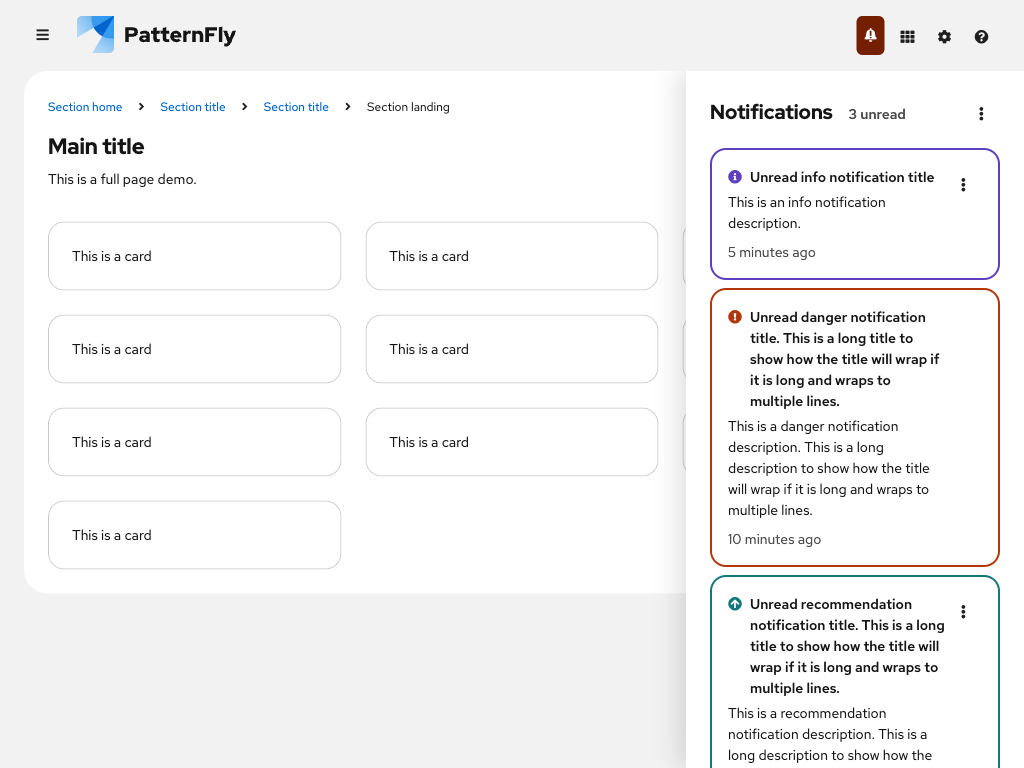 PatternFly
Section home
Section title
Section title
Section landing
Main title
This is a full page demo.
This is a card
This is a card
This is a card
This is a card
This is a card
This is a card
This is a card
Notifications
3 unread
Unread info notification title
This is an info notification
description.
5 minutes ago
Unread danger notification
title. This is a long title to
show how the title will wrap if
it is long and wraps to
multiple lines.
This is a danger notification
description. This is a long
description to show how the title
will wrap if it is long and wraps to
multiple lines.
10 minutes ago
Unread recommendation
notification title. This is a long
title to show how the title will
wrap if it is long and wraps to
multiple lines.
This is a recommendation
notification description. This is a
long description to show how the